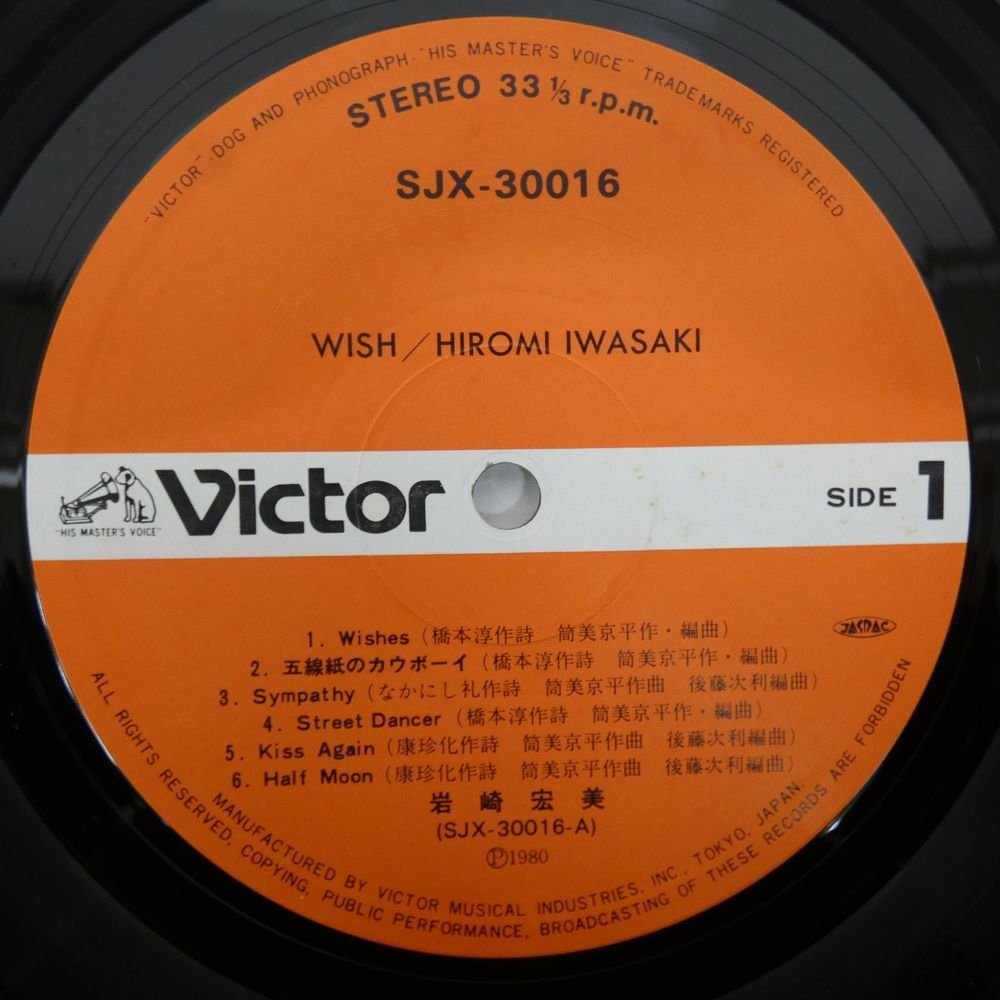 "VICTOR"·DOG AND PHONOGRAPH·"HIS MASTER'S VOICE" TRADEMARKS REGISTERED
STEREO 33 1/3 r.p.m.
SJX-30016
WISH/HIROMI IWASAKI
"HIS MASTER'S VOICE"
Victor
SIDE 1
JASRAC
1. Wishes (橋本淳作詩 筒美京平作・編曲)
2. 五線紙のカウボーイ (橋本淳作詩 筒美京平作・編曲)
3. Sympathy (なかにし礼作詩 筒美京平作曲 後藤次利編曲)
4. Street Dancer (橋本淳作詩 筒美京平作・編曲)
5. Kiss Again (康珍化作詩 筒美京平作曲 後藤次利編曲)
6. Half Moon (康珍化作詩 筒美京平作曲 後藤次利編曲)
岩崎宏美
(SJX-30016-A)
Ⓟ1980
MANUFACTURED BY VICTOR MUSICAL INDUSTRIES, INC., TOKYO, JAPAN.
ALL RIGHTS RESERVED, COPYING, PUBLIC PERFORMANCE, BROADCASTING OF THESE RECORDS ARE FORBIDDEN